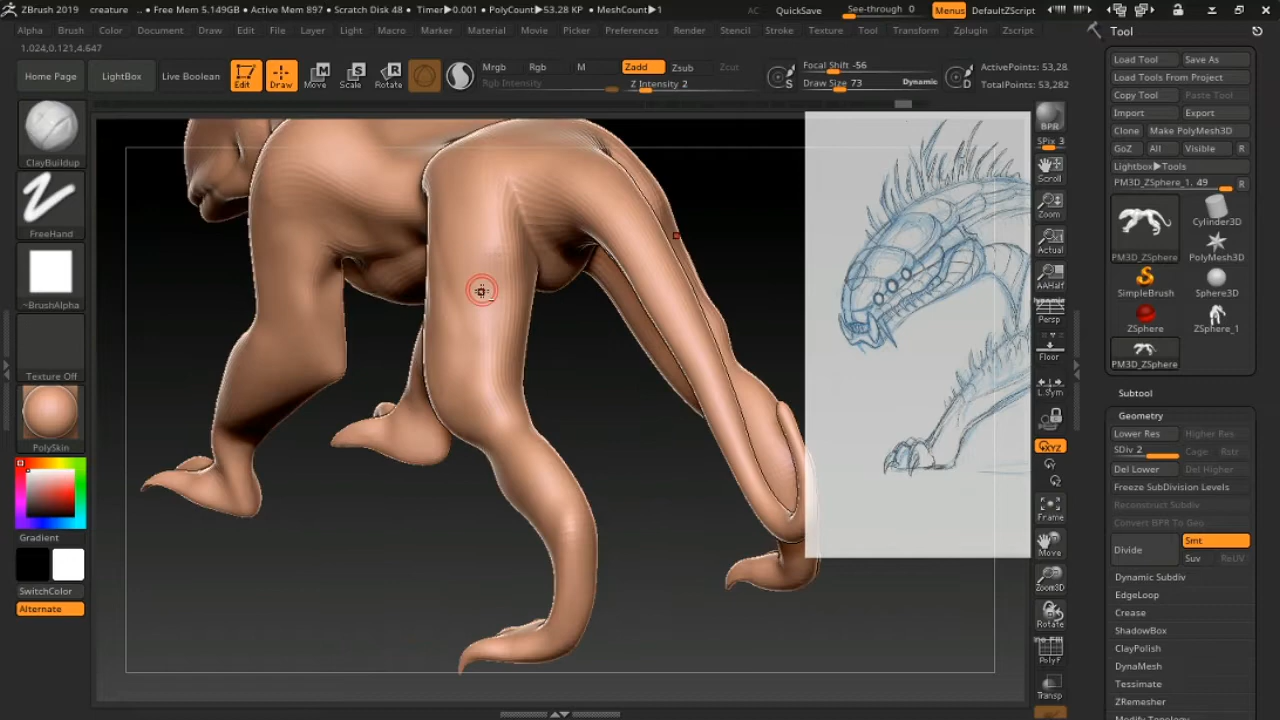 ZBrush 2019 creature .. • Free Mem 5.149GB • Active Mem 897 • Scratch Disk 48 • Timer▶0.001 • PolyCount▶53.28 KP • MeshCount▶1 AC QuickSave See-through 0 Menus DefaultZScript
Alpha Brush Color Document Draw Edit File Layer Light Macro Marker Material Movie Picker Preferences Render Stencil Stroke Texture Tool Transform Zplugin Zscript
1.024,0.121,4.647
Home Page LightBox Live Boolean Edit Draw Move Scale Rotate
Mrgb Rgb M Zadd Zsub Zcut
Rgb Intensity Z Intensity 2
S Focal Shift -56
Draw Size 73 Dynamic D
ActivePoints: 53,28
TotalPoints: 53,282
ClayBuildup
FreeHand
~BrushAlpha
Texture Off
PolySkin
Gradient
SwitchColor
Alternate
BPR
SPix 3
Scroll
Zoom
Actual
AAHalf
Persp
Floor
L.Sym
XYZ
Frame
Move
Zoom3D
Rotate
PolyF
Transp
Tool
Load Tool Save As
Load Tools From Project
Copy Tool Paste Tool
Import Export
Clone Make PolyMesh3D
GoZ All Visible R
Lightbox▶Tools
PM3D_ZSphere_1. 49 R
PM3D_ZSphere Cylinder3D
PolyMesh3D
SimpleBrush Sphere3D
ZSphere ZSphere_1
PM3D_ZSphere
Subtool
Geometry
Lower Res Higher Res
SDiv 2 Cage Rstr
Del Lower Del Higher
Freeze SubDivision Levels
Reconstruct Subdiv
Convert BPR To Geo
Divide Smt
Suv ReUV
Dynamic Subdiv
EdgeLoop
Crease
ShadowBox
ClayPolish
DynaMesh
Tessimate
ZRemesher
Modify Topology